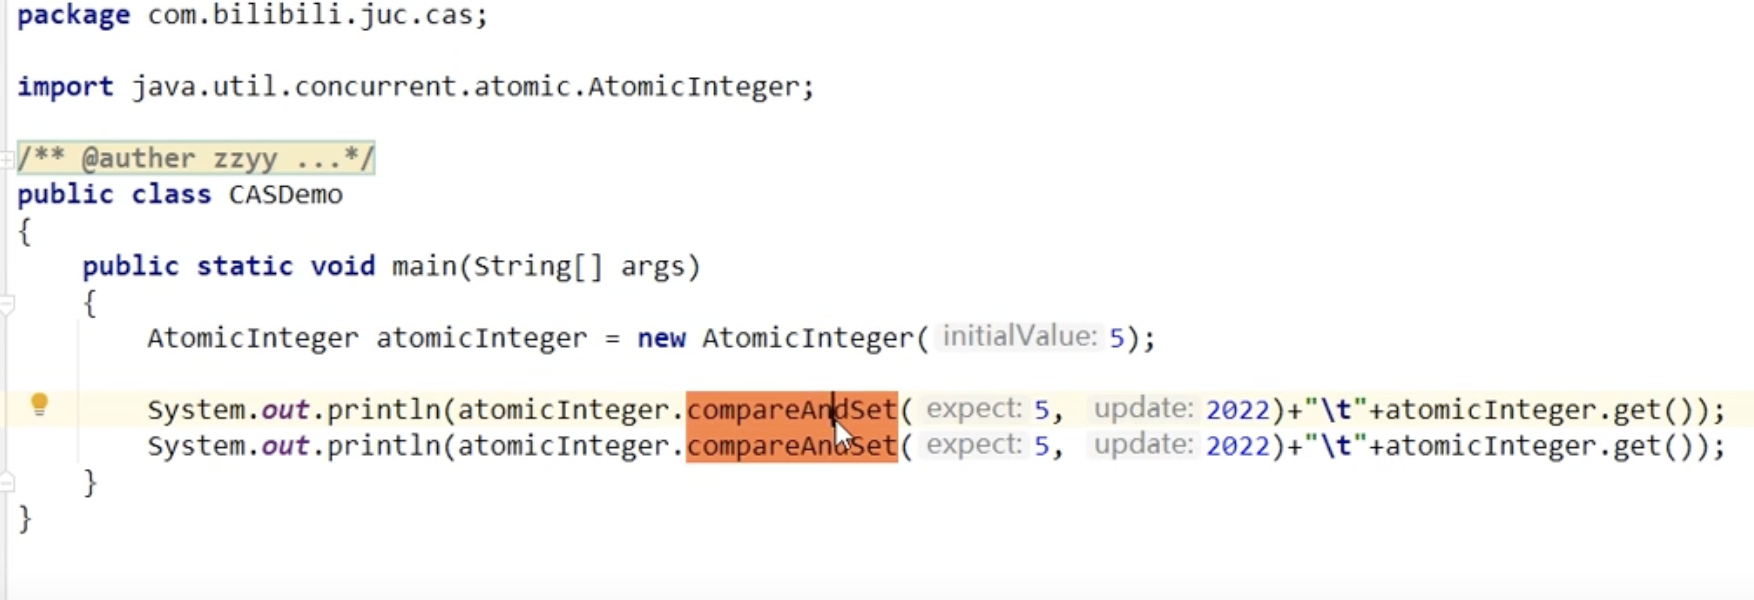 package com.bilibili.juc.cas;
import java.util.concurrent.atomic.AtomicInteger;
/** @auther zzyy ...*/
public class CASDemo
{
public static void main(String[] args)
{
AtomicInteger atomicInteger = new AtomicInteger( initialValue: 5);
System.out.println(atomicInteger.compareAndSet( expect: 5, update: 2022)+"\t"+atomicInteger.get());
System.out.println(atomicInteger.compareAndSet( expect: 5, update: 2022)+"\t"+atomicInteger.get());
}
}